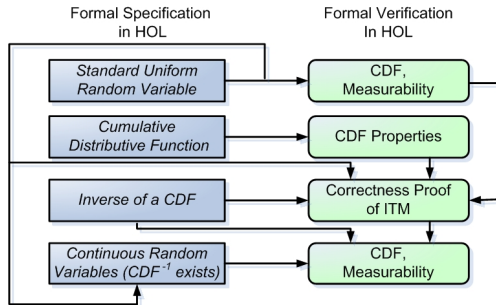 Formal Specification
in HOL
Formal Verification
In HOL
Standard Uniform
Random Variable
CDF,
Measurability
Cumulative
Distributive Function
CDF Properties
Inverse of a CDF
Correctness Proof
of ITM
Continuous Random
Variables (CDF⁻¹ exists)
CDF,
Measurability